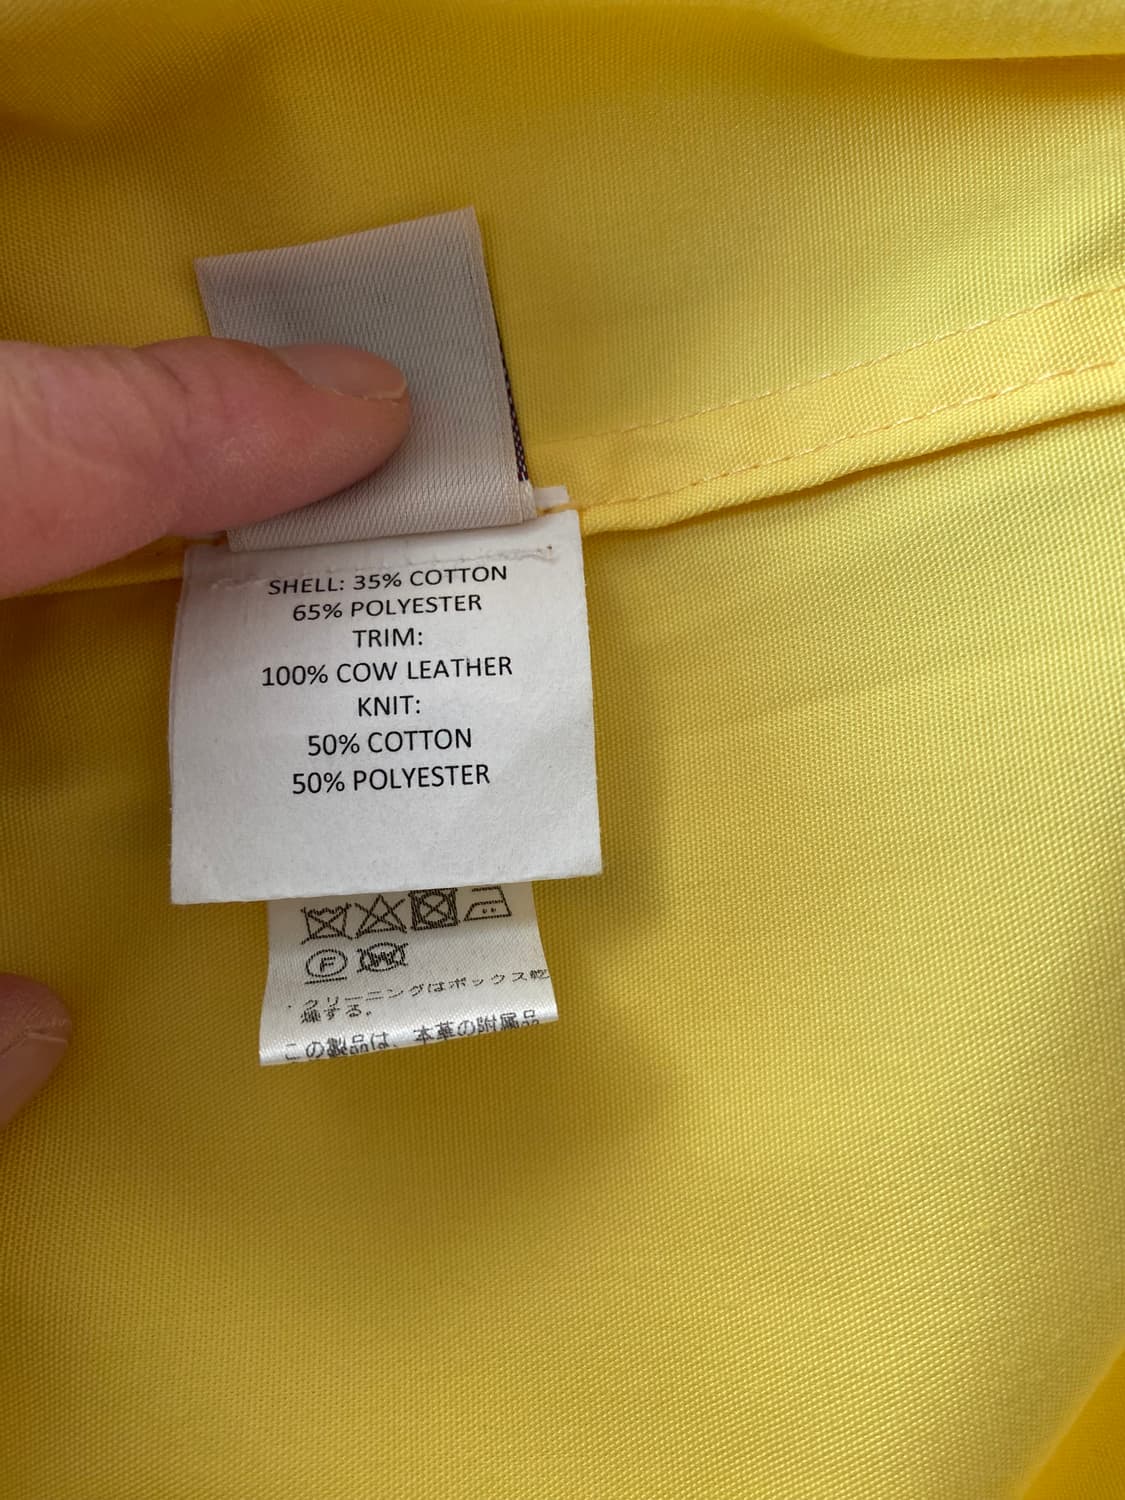 SHELL: 35% COTTON
65% POLYESTER
TRIM:
100% COW LEATHER
KNIT:
50% COTTON
50% POLYESTER
F
W
・クリーニングはボックス乾
燥する。
この製品は、本革の附属品